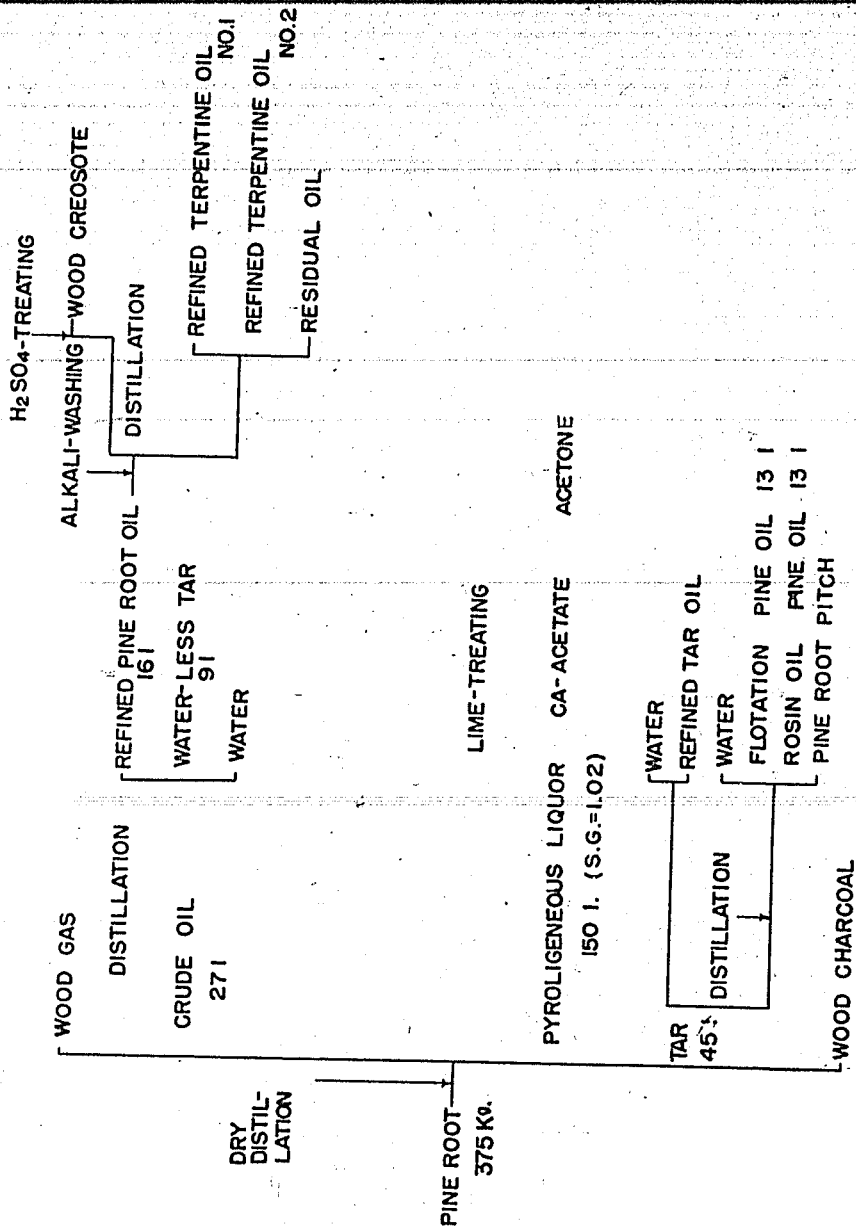 H2SO4-TREATING
ALKALI-WASHING
WOOD CREOSOTE
DISTILLATION
REFINED TERPENTINE OIL
NO.1
REFINED TERPENTINE OIL
NO.2
RESIDUAL OIL
WOOD GAS
DISTILLATION
CRUDE OIL
27 l
REFINED PINE ROOT OIL
16 l
WATER-LESS TAR
9 l
WATER
DRY
DISTIL-
LATION
PINE ROOT
375 Kg.
LIME-TREATING
PYROLIGENEOUS LIQUOR CA-ACETATE ACETONE
150 l. (S.G.=1.02)
TAR
45
DISTILLATION
WATER
REFINED TAR OIL
WATER
FLOTATION PINE OIL 13 l
ROSIN OIL PINE OIL 13 l
PINE ROOT PITCH
WOOD CHARCOAL